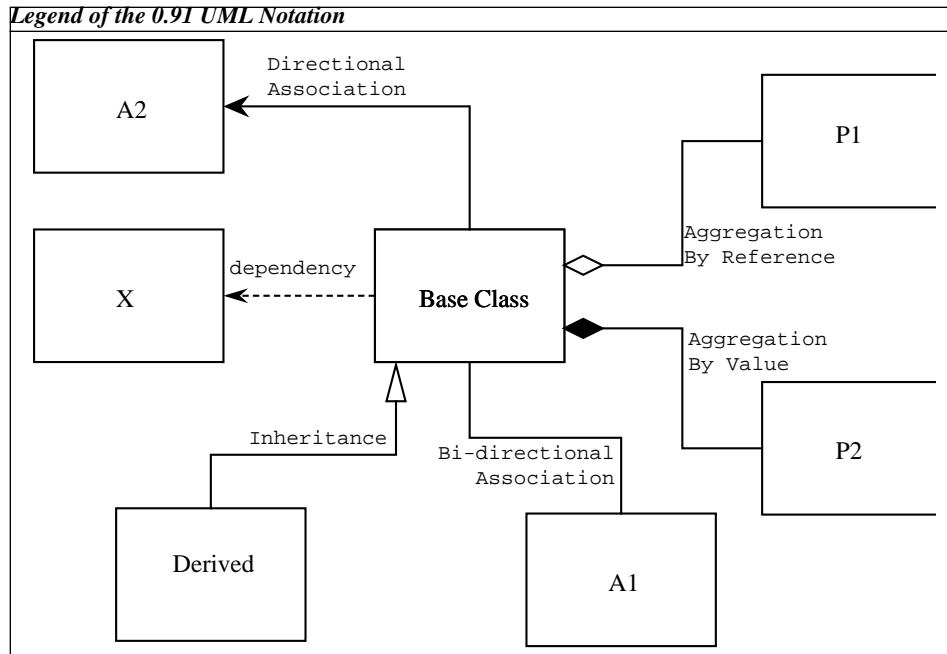 Legend of the 0.91 UML Notation
Directional
Association
A2
P1
Aggregation
By Reference
dependency
X
Base Class
Aggregation
By Value
Inheritance
Bi-directional
Association
P2
Derived
A1